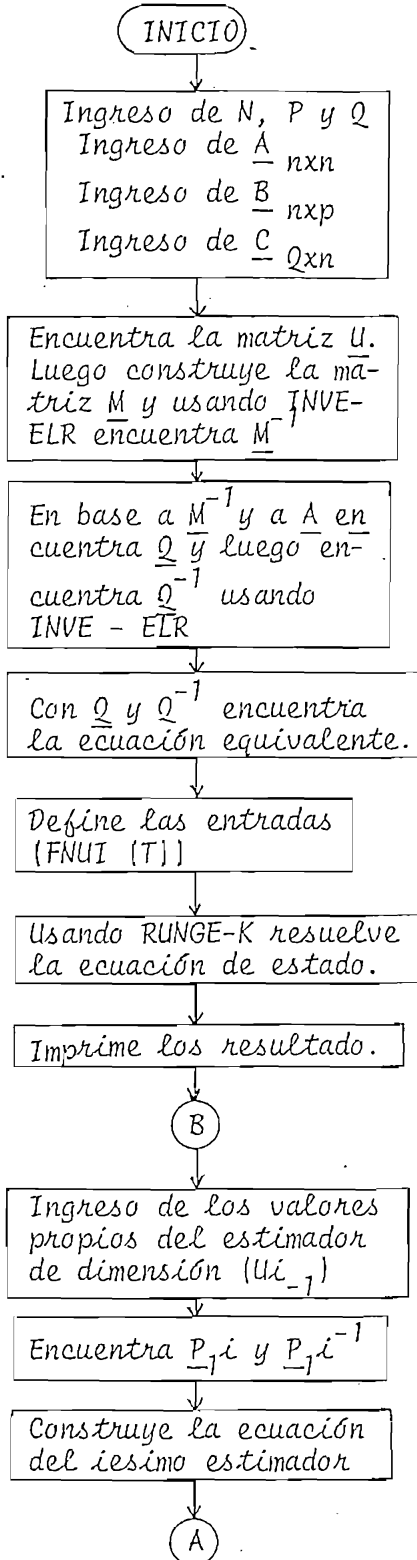 INICIO
Ingreso de N, P y Q
Ingreso de A nxn
Ingreso de B nxp
Ingreso de C Qxn
Encuentra la matriz U.
Luego construye la ma-
triz M y usando INVE-
ELR encuentra M⁻¹
En base a M⁻¹ y a A en
cuentra Q y luego en-
cuentra Q⁻¹ usando
INVE - ELR
Con Q y Q⁻¹ encuentra
la ecuación equivalente.
Define las entradas
(FNUI (T))
Usando RUNGE-K resuelve
la ecuación de estado.
Imprime los resultado.
B
Ingreso de los valores
propios del estimador
de dimensión (Ui₋₁)
Encuentra P₁i y P₁i⁻¹
Construye la ecuación
del iesimo estimador
A